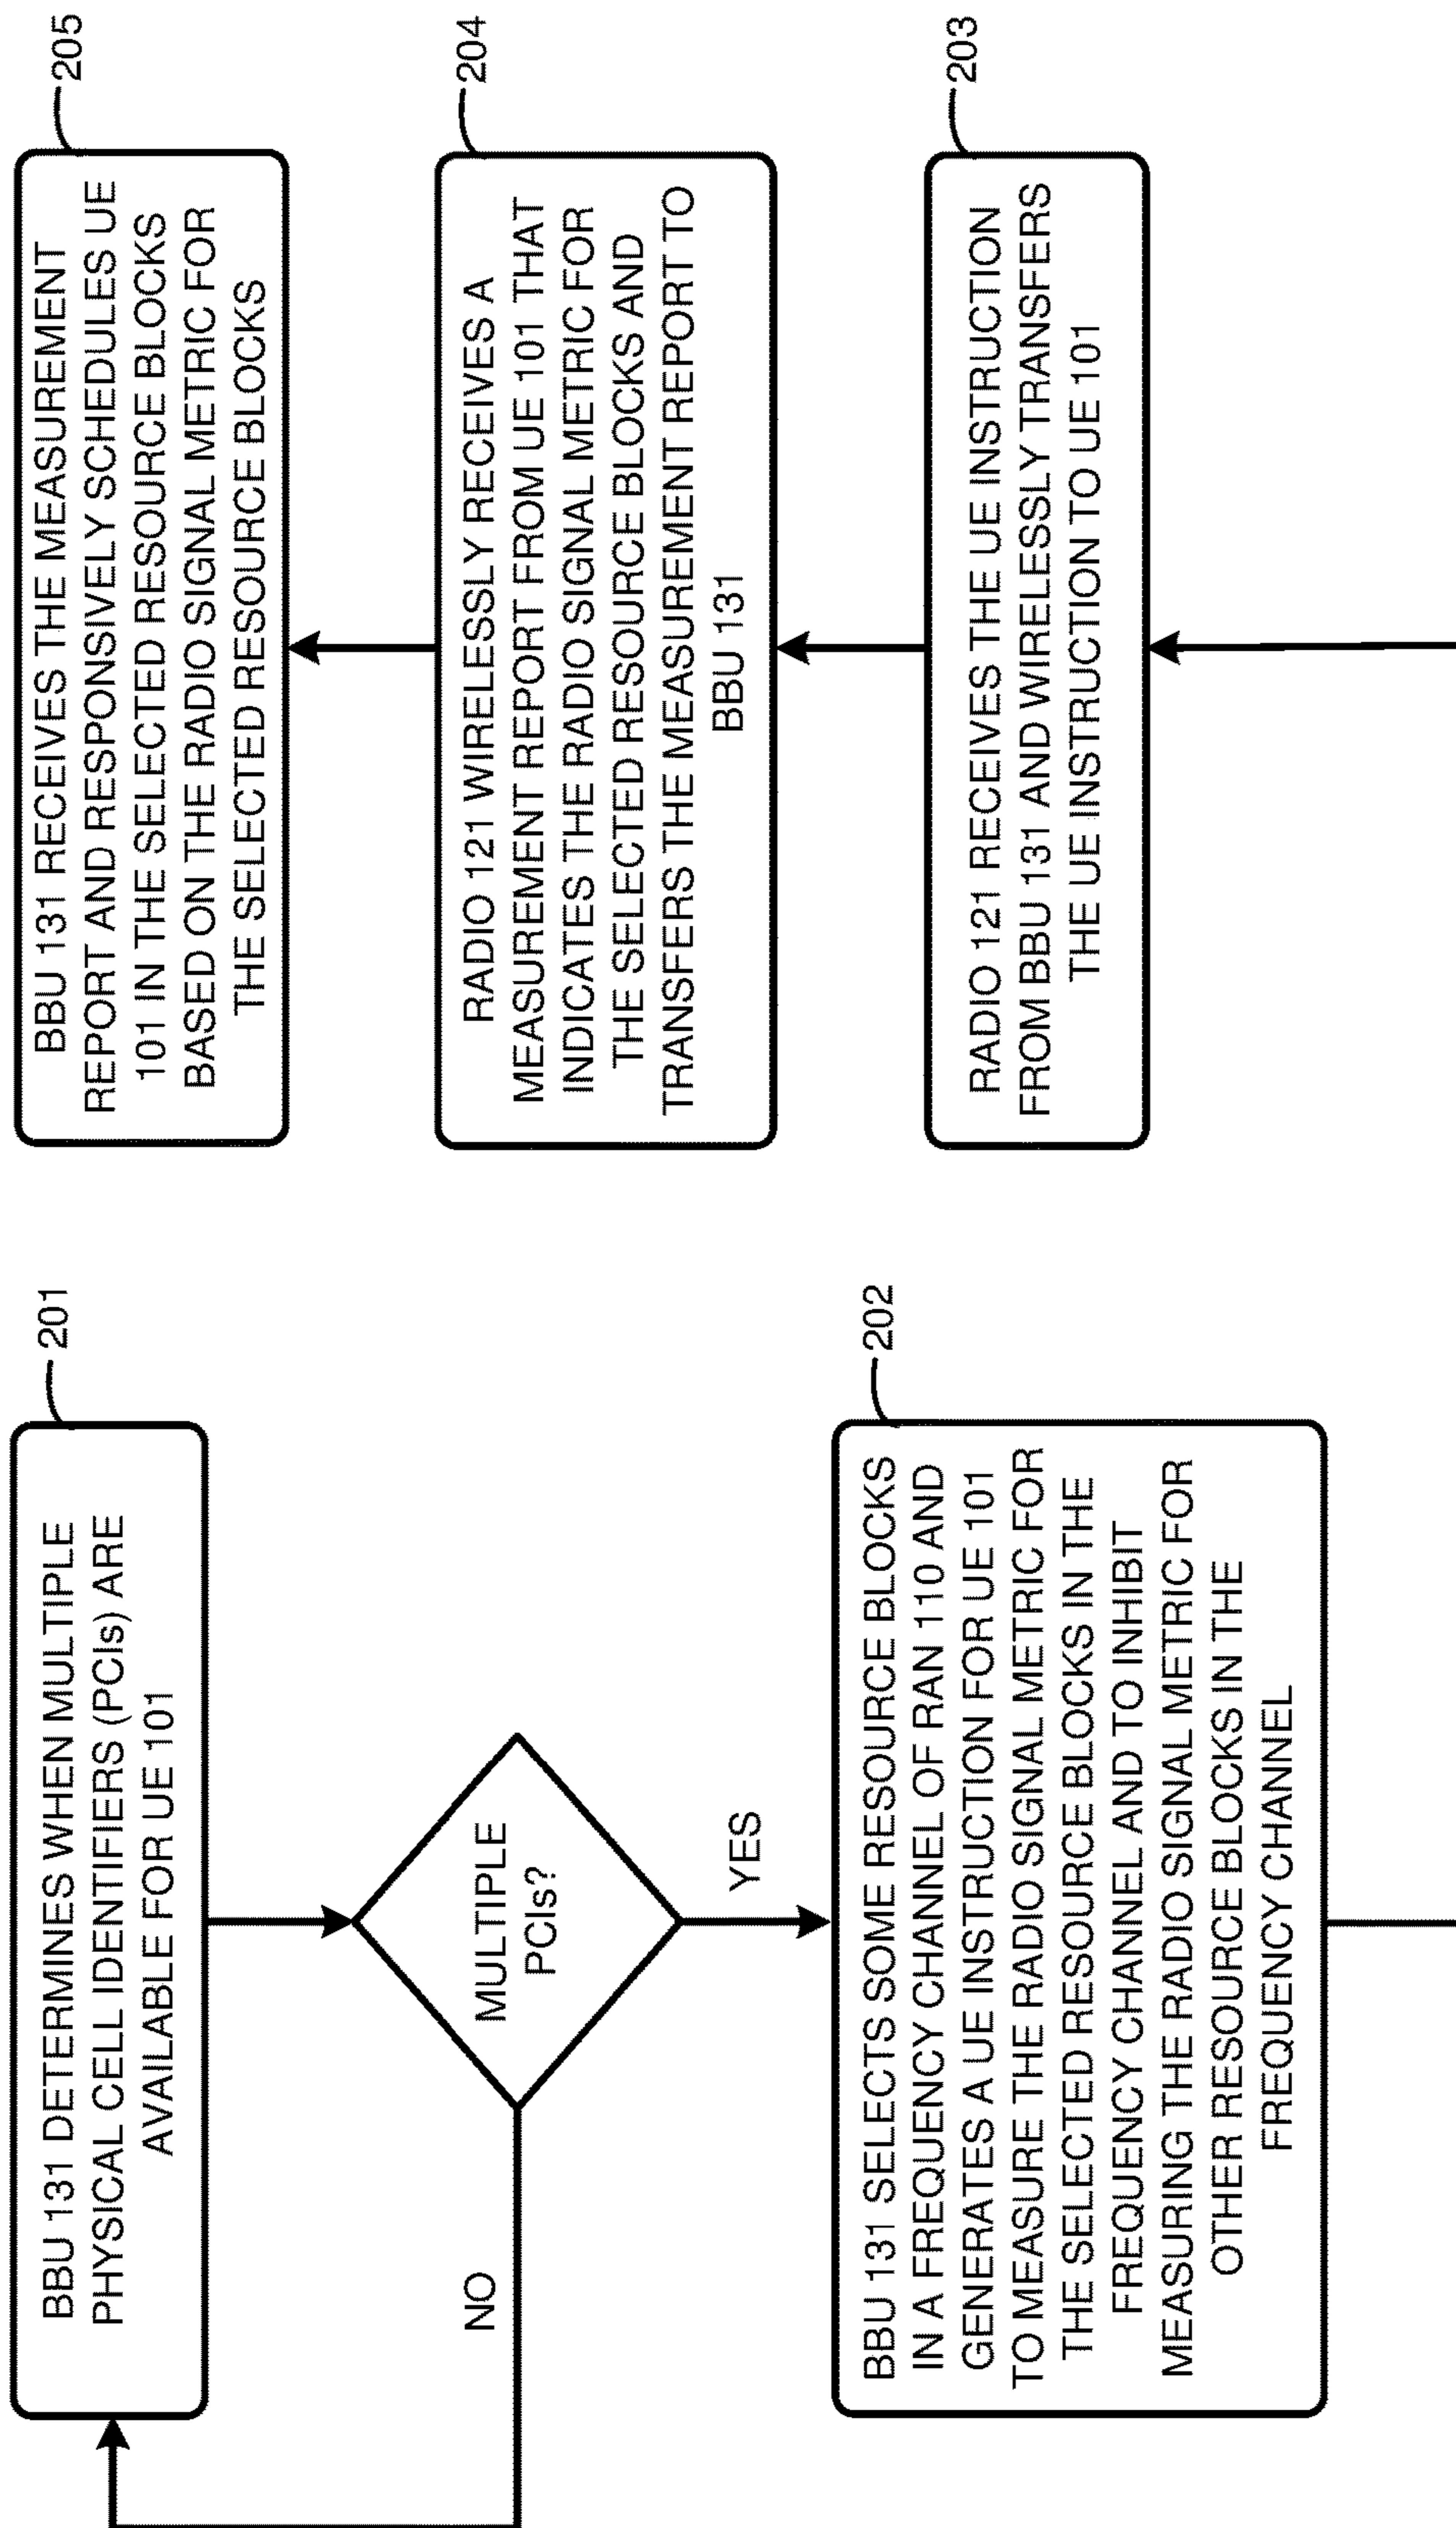 201
BBU 131 DETERMINES WHEN MULTIPLE
PHYSICAL CELL IDENTIFIERS (PCIs) ARE
AVAILABLE FOR UE 101
MULTIPLE
PCIs?
NO
YES
202
BBU 131 SELECTS SOME RESOURCE BLOCKS
IN A FREQUENCY CHANNEL OF RAN 110 AND
GENERATES A UE INSTRUCTION FOR UE 101
TO MEASURE THE RADIO SIGNAL METRIC FOR
THE SELECTED RESOURCE BLOCKS IN THE
FREQUENCY CHANNEL AND TO INHIBIT
MEASURING THE RADIO SIGNAL METRIC FOR
OTHER RESOURCE BLOCKS IN THE
FREQUENCY CHANNEL
203
RADIO 121 RECEIVES THE UE INSTRUCTION
FROM BBU 131 AND WIRELESSLY TRANSFERS
THE UE INSTRUCTION TO UE 101
204
RADIO 121 WIRELESSLY RECEIVES A
MEASUREMENT REPORT FROM UE 101 THAT
INDICATES THE RADIO SIGNAL METRIC FOR
THE SELECTED RESOURCE BLOCKS AND
TRANSFERS THE MEASUREMENT REPORT TO
BBU 131
205
BBU 131 RECEIVES THE MEASUREMENT
REPORT AND RESPONSIVELY SCHEDULES UE
101 IN THE SELECTED RESOURCE BLOCKS
BASED ON THE RADIO SIGNAL METRIC FOR
THE SELECTED RESOURCE BLOCKS